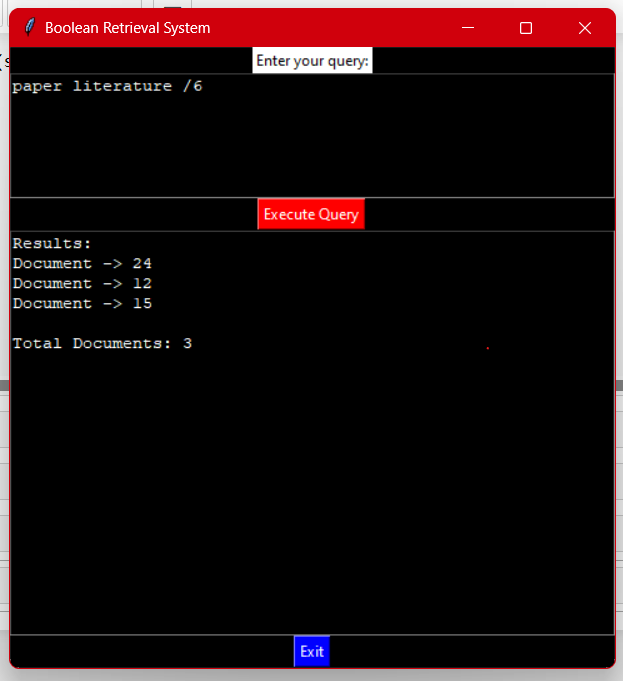 Boolean Retrieval System
Enter your query:
paper literature /6
Execute Query
Results:
Document -> 24
Document -> 12
Document -> 15
Total Documents: 3
Exit